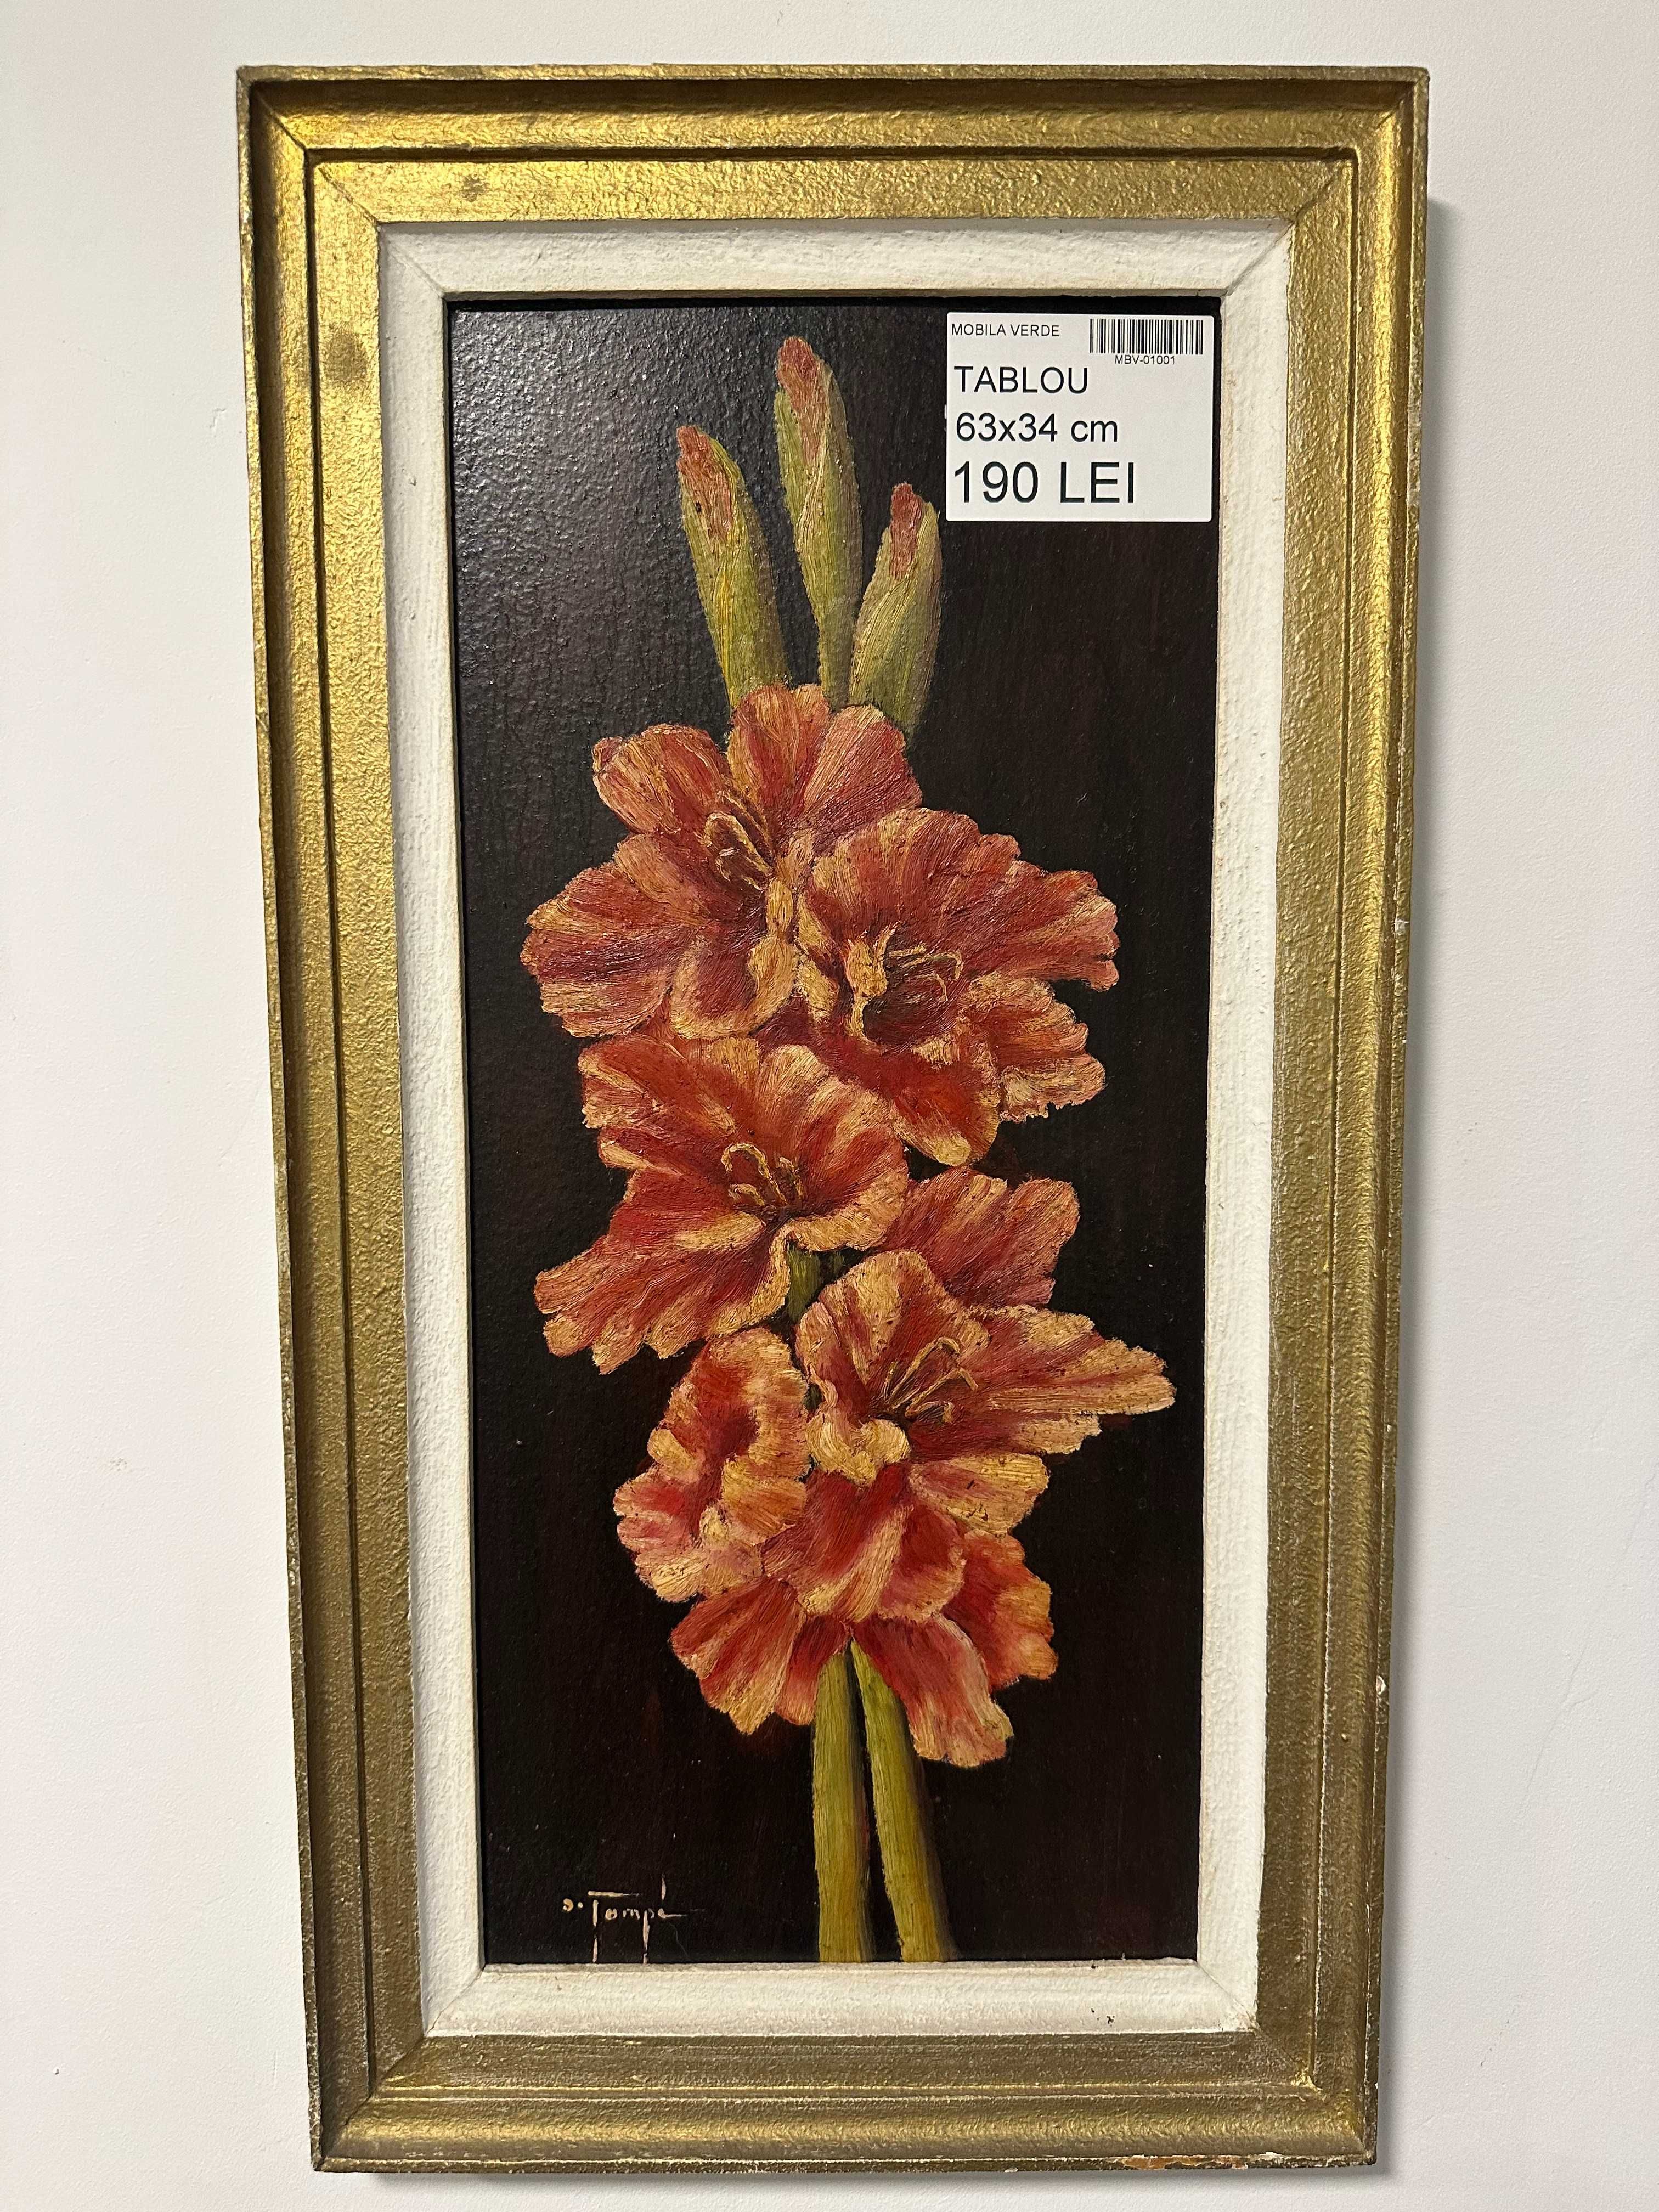 MOBILA VERDE
MBV-01001
TABLOU
63x34 cm
190 LEI